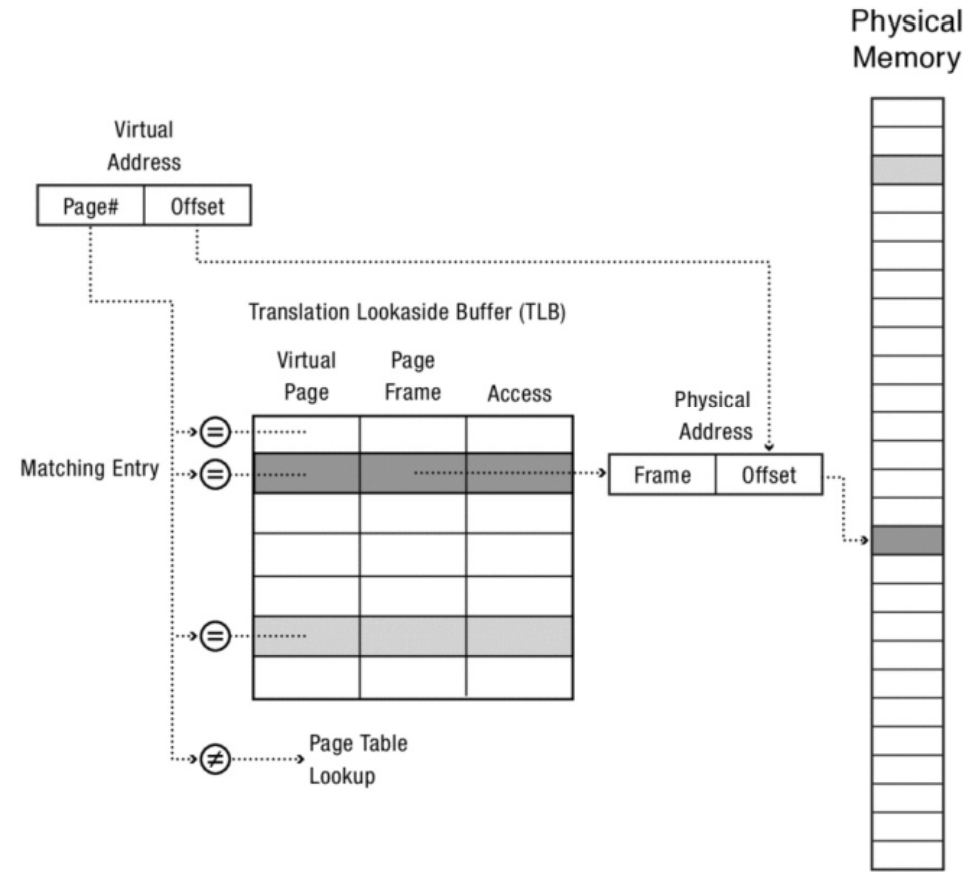 Physical
Memory
Virtual
Address
Page#
Offset
Translation Lookaside Buffer (TLB)
Virtual
Page
Page
Frame
Access
Physical
Address
Matching Entry
=
=
Frame
Offset
=
≠
Page Table
Lookup